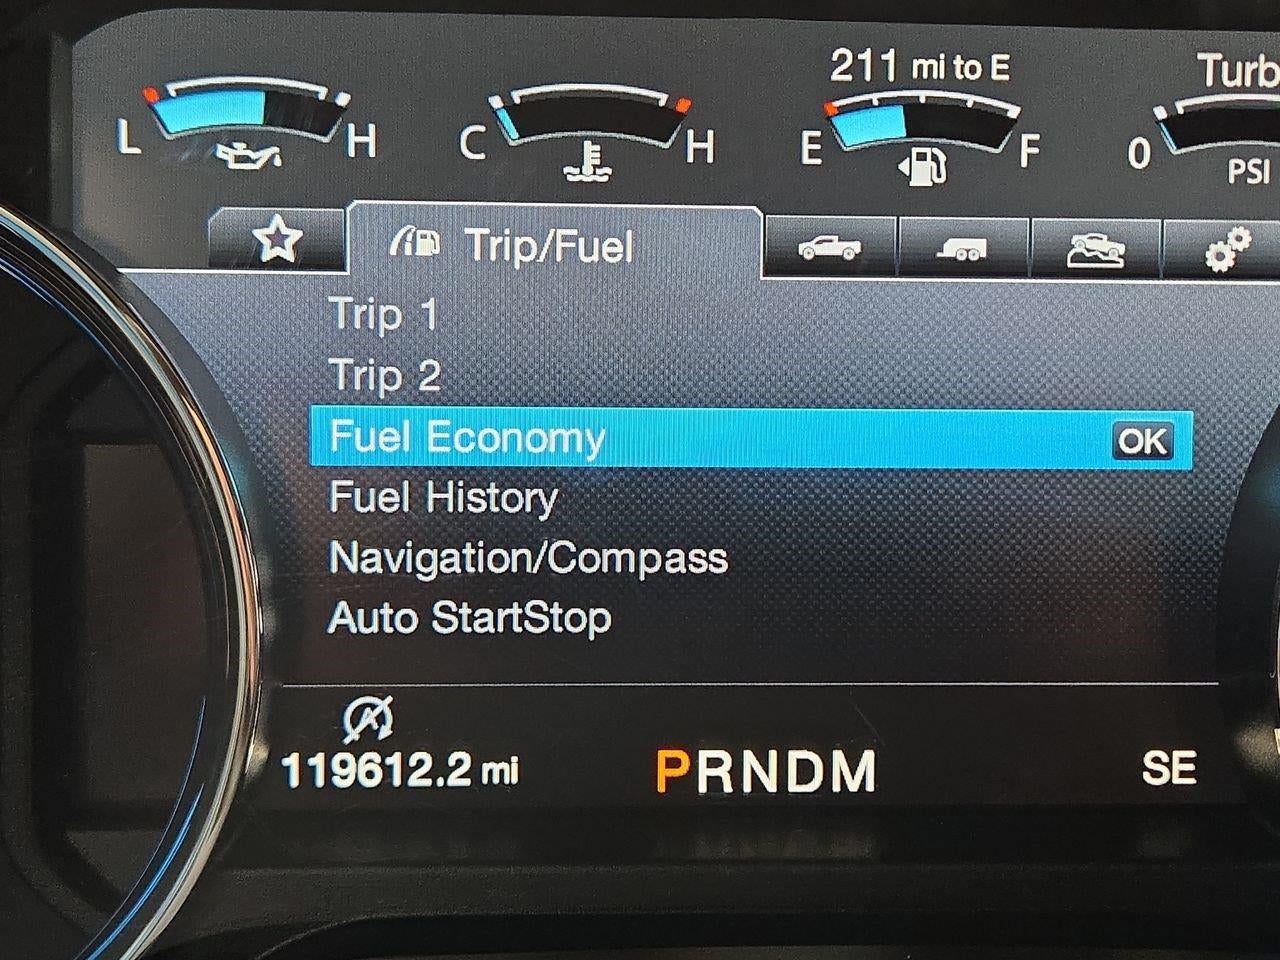 211 mi to E
Turb
L H
C H
E F
0
PSI
Trip/Fuel
Trip 1
Trip 2
Fuel Economy OK
Fuel History
Navigation/Compass
Auto StartStop
A
119612.2 mi PRNDM SE